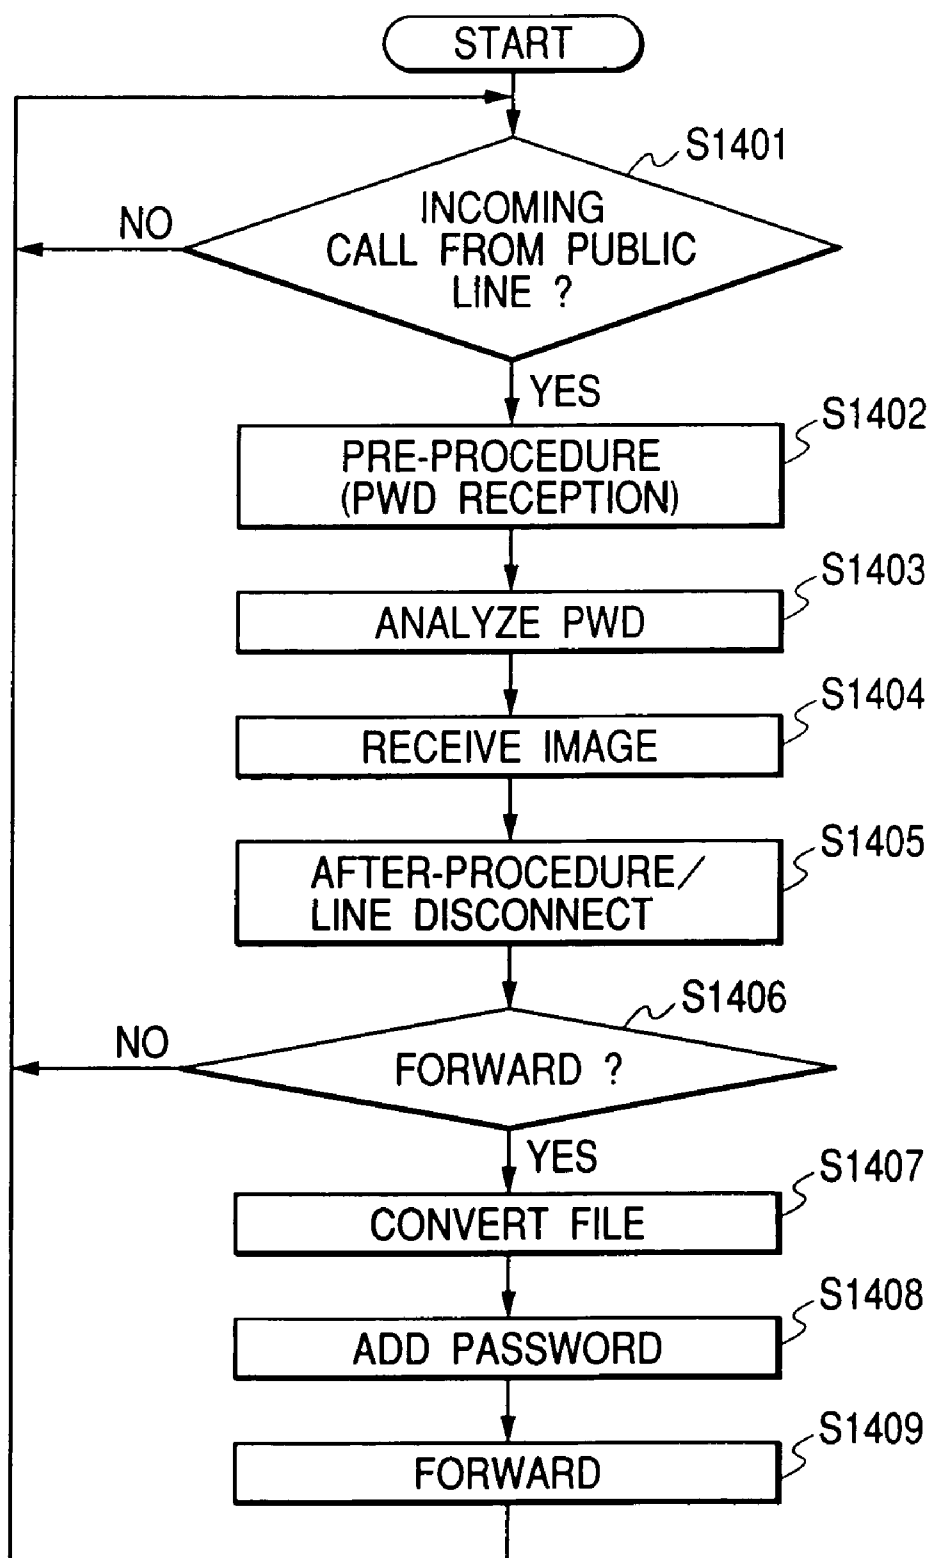 START
S1401
INCOMING
CALL FROM PUBLIC
LINE ?
NO
YES
S1402
PRE-PROCEDURE
(PWD RECEPTION)
S1403
ANALYZE PWD
S1404
RECEIVE IMAGE
S1405
AFTER-PROCEDURE/
LINE DISCONNECT
S1406
NO
FORWARD ?
YES
S1407
CONVERT FILE
S1408
ADD PASSWORD
S1409
FORWARD